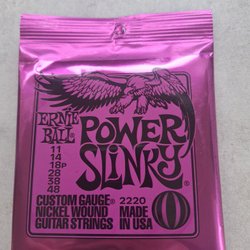 ERNIE
BALL
POWER
SLINKY
11
14
18P
28
38
48
CUSTOM GAUGE®
NICKEL WOUND
GUITAR STRINGS
2220
MADE IN
USA